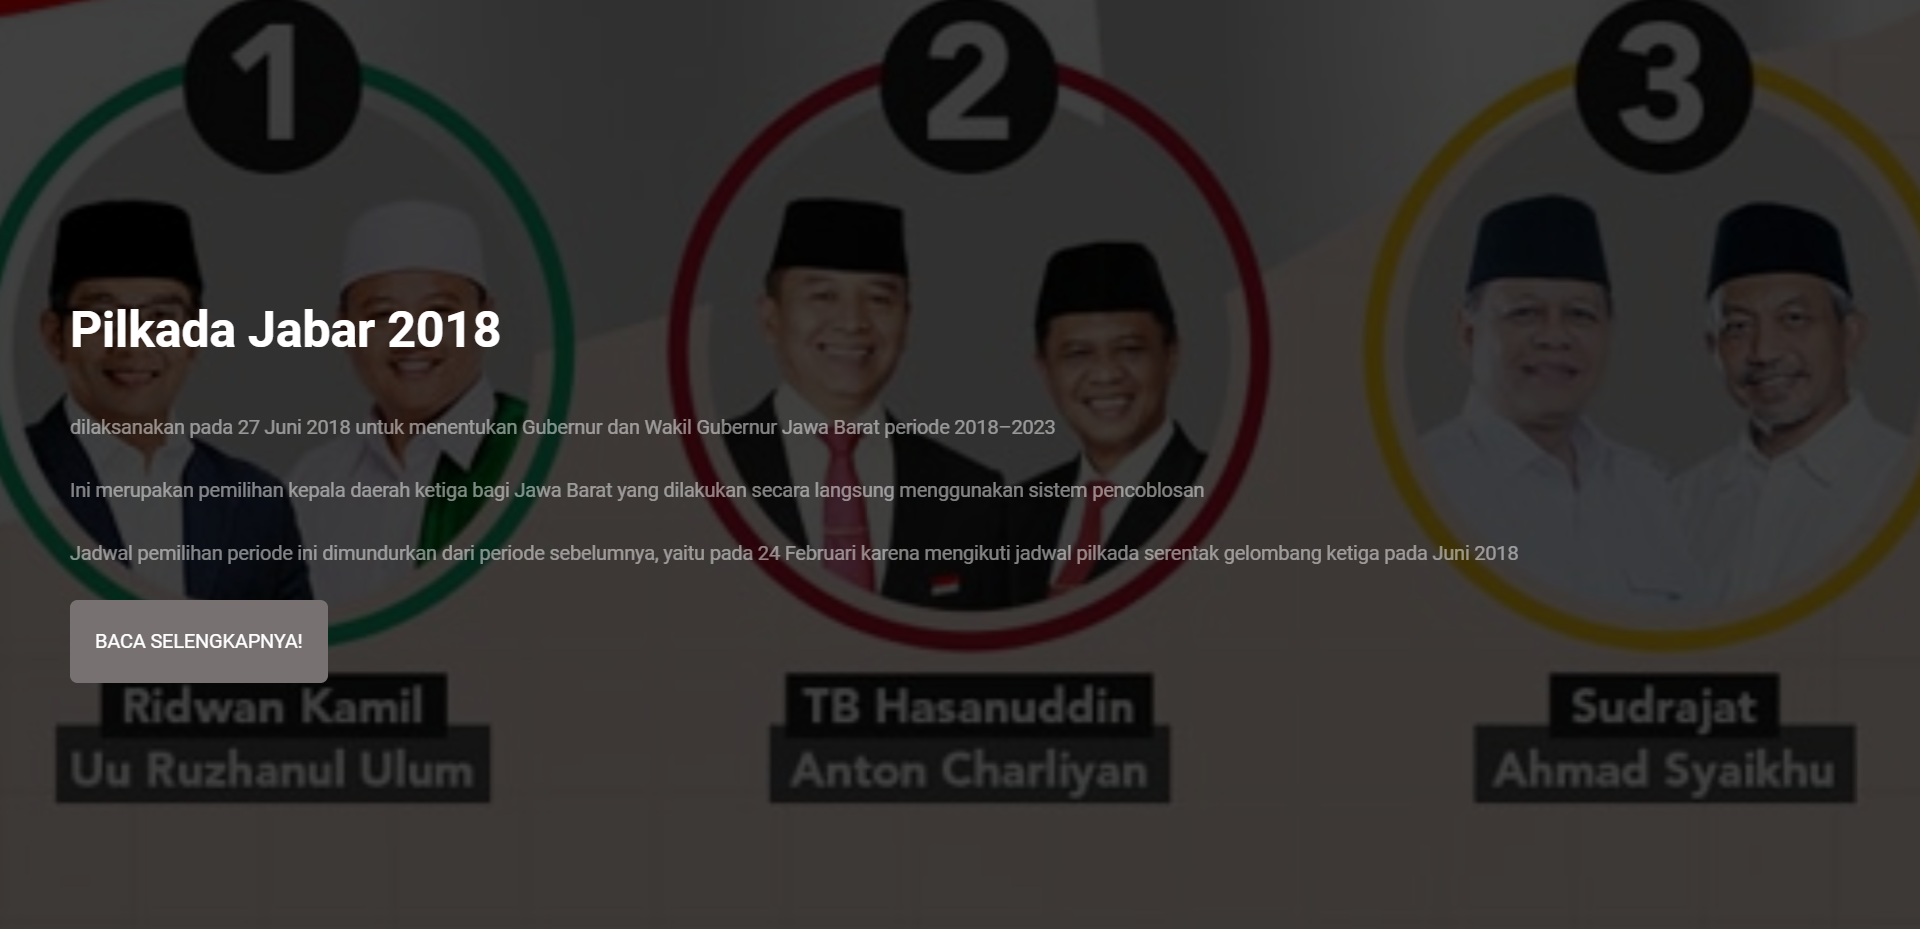 1
2
3
Pilkada Jabar 2018
dilaksanakan pada 27 Juni 2018 untuk menentukan Gubernur dan Wakil Gubernur Jawa Barat periode 2018–2023
Ini merupakan pemilihan kepala daerah ketiga bagi Jawa Barat yang dilakukan secara langsung menggunakan sistem pencoblosan
Jadwal pemilihan periode ini dimundurkan dari periode sebelumnya, yaitu pada 24 Februari karena mengikuti jadwal pilkada serentak gelombang ketiga pada Juni 2018
BACA SELENGKAPNYA!
Ridwan Kamil
Uu Ruzhanul Ulum
TB Hasanuddin
Anton Charliyan
Sudrajat
Ahmad Syaikhu